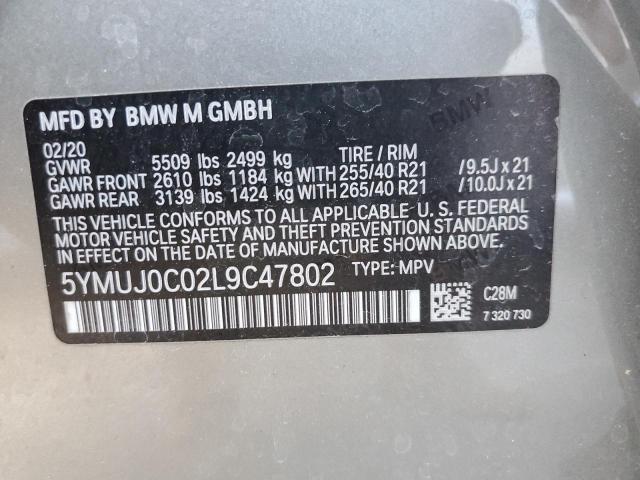 MFD BY BMW M GMBH
BMW
02/20
GVWR 5509 lbs 2499 kg TIRE / RIM
GAWR FRONT 2610 lbs 1184 kg WITH 255/40 R21 /9.5J x 21
GAWR REAR 3139 lbs 1424 kg WITH 265/40 R21 /10.0J x 21
THIS VEHICLE CONFORMS TO ALL APPLICABLE U. S. FEDERAL
MOTOR VEHICLE SAFETY AND THEFT PREVENTION STANDARDS
IN EFFECT ON THE DATE OF MANUFACTURE SHOWN ABOVE.
5YMUJ0C02L9C47802 TYPE: MPV
C28M
7 320 730